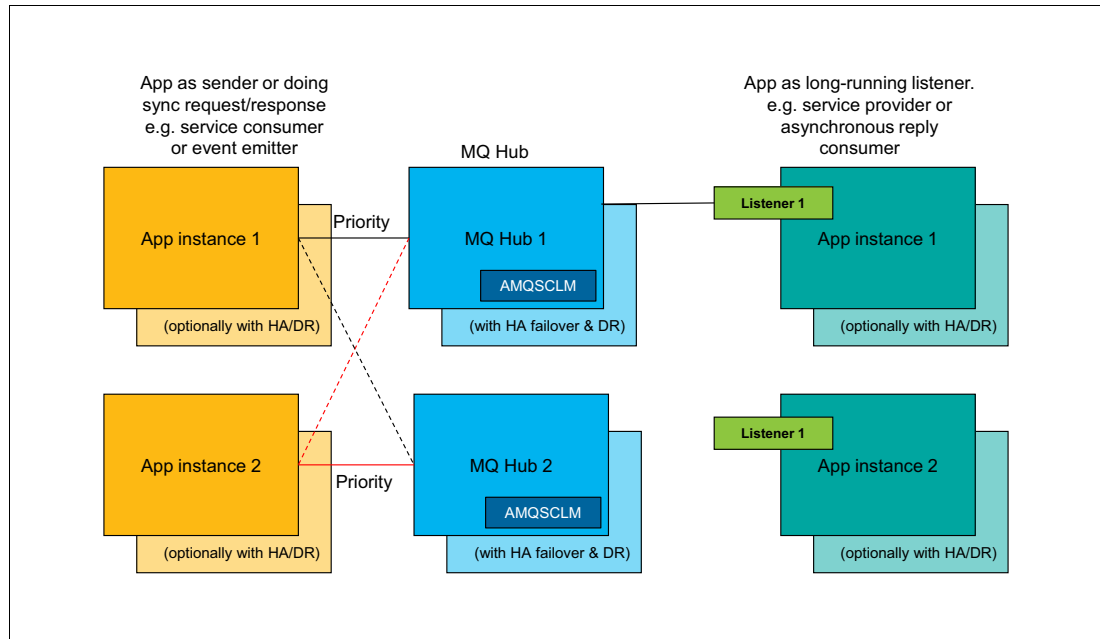 App as sender or doing
sync request/response
e.g. service consumer
or event emitter
MQ Hub
App as long-running listener.
e.g. service provider or
asynchronous reply
consumer
App instance 1
(optionally with HA/DR)
Priority
MQ Hub 1
AMQSCLM
(with HA failover & DR)
Listener 1
App instance 1
(optionally with HA/DR)
App instance 2
(optionally with HA/DR)
Priority
MQ Hub 2
AMQSCLM
(with HA failover & DR)
Listener 1
App instance 2
(optionally with HA/DR)